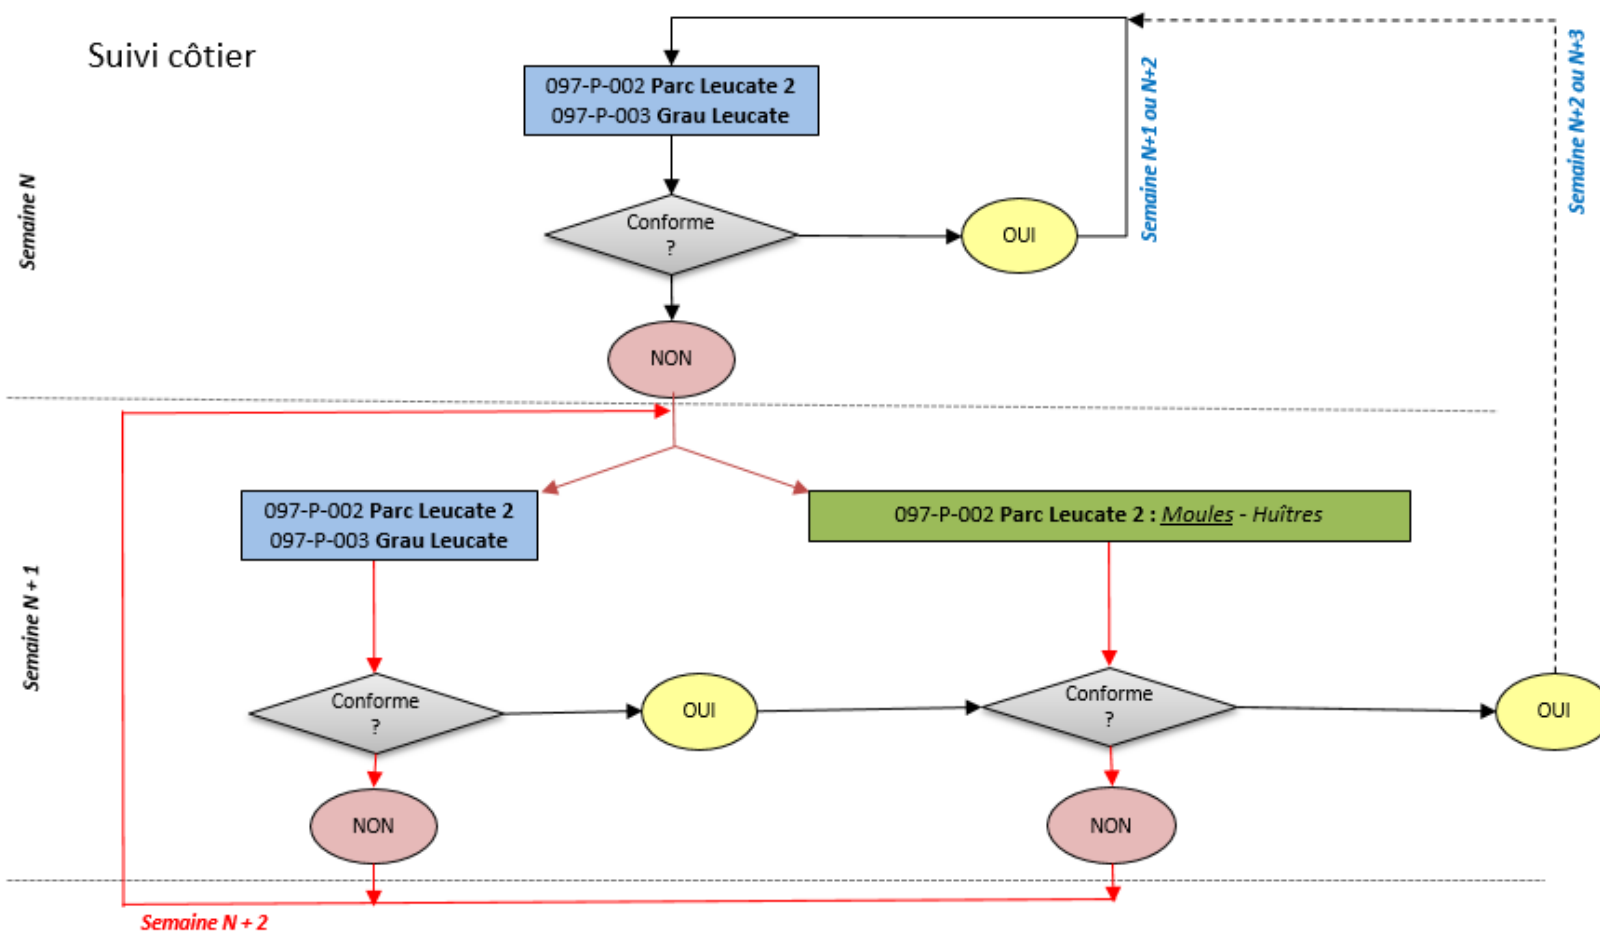 Suivi côtier
097-P-002 Parc Leucate 2
097-P-003 Grau Leucate
Semaine N+1 ou N+2
Semaine N+2 ou N+3
Semaine N
Conforme
?
OUI
NON
097-P-002 Parc Leucate 2
097-P-003 Grau Leucate
097-P-002 Parc Leucate 2 : Moules - Huîtres
Semaine N + 1
Conforme
?
OUI
Conforme
?
OUI
NON
NON
Semaine N + 2